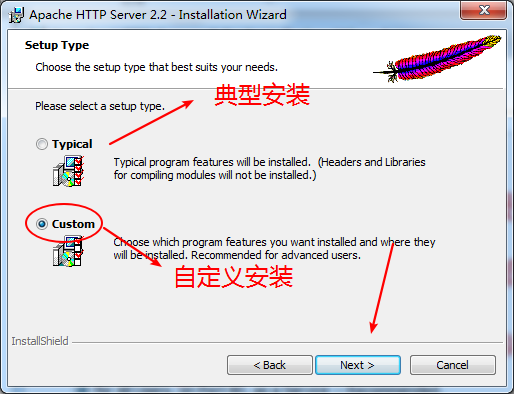 Apache HTTP Server 2.2 - Installation Wizard
Setup Type
Choose the setup type that best suits your needs.
Please select a setup type.
典型安装
Typical
Typical program features will be installed. (Headers and Libraries
for compiling modules will not be installed.)
Custom
Choose which program features you want installed and where they
will be installed. Recommended for advanced users.
自定义安装
InstallShield
< Back
Next >
Cancel